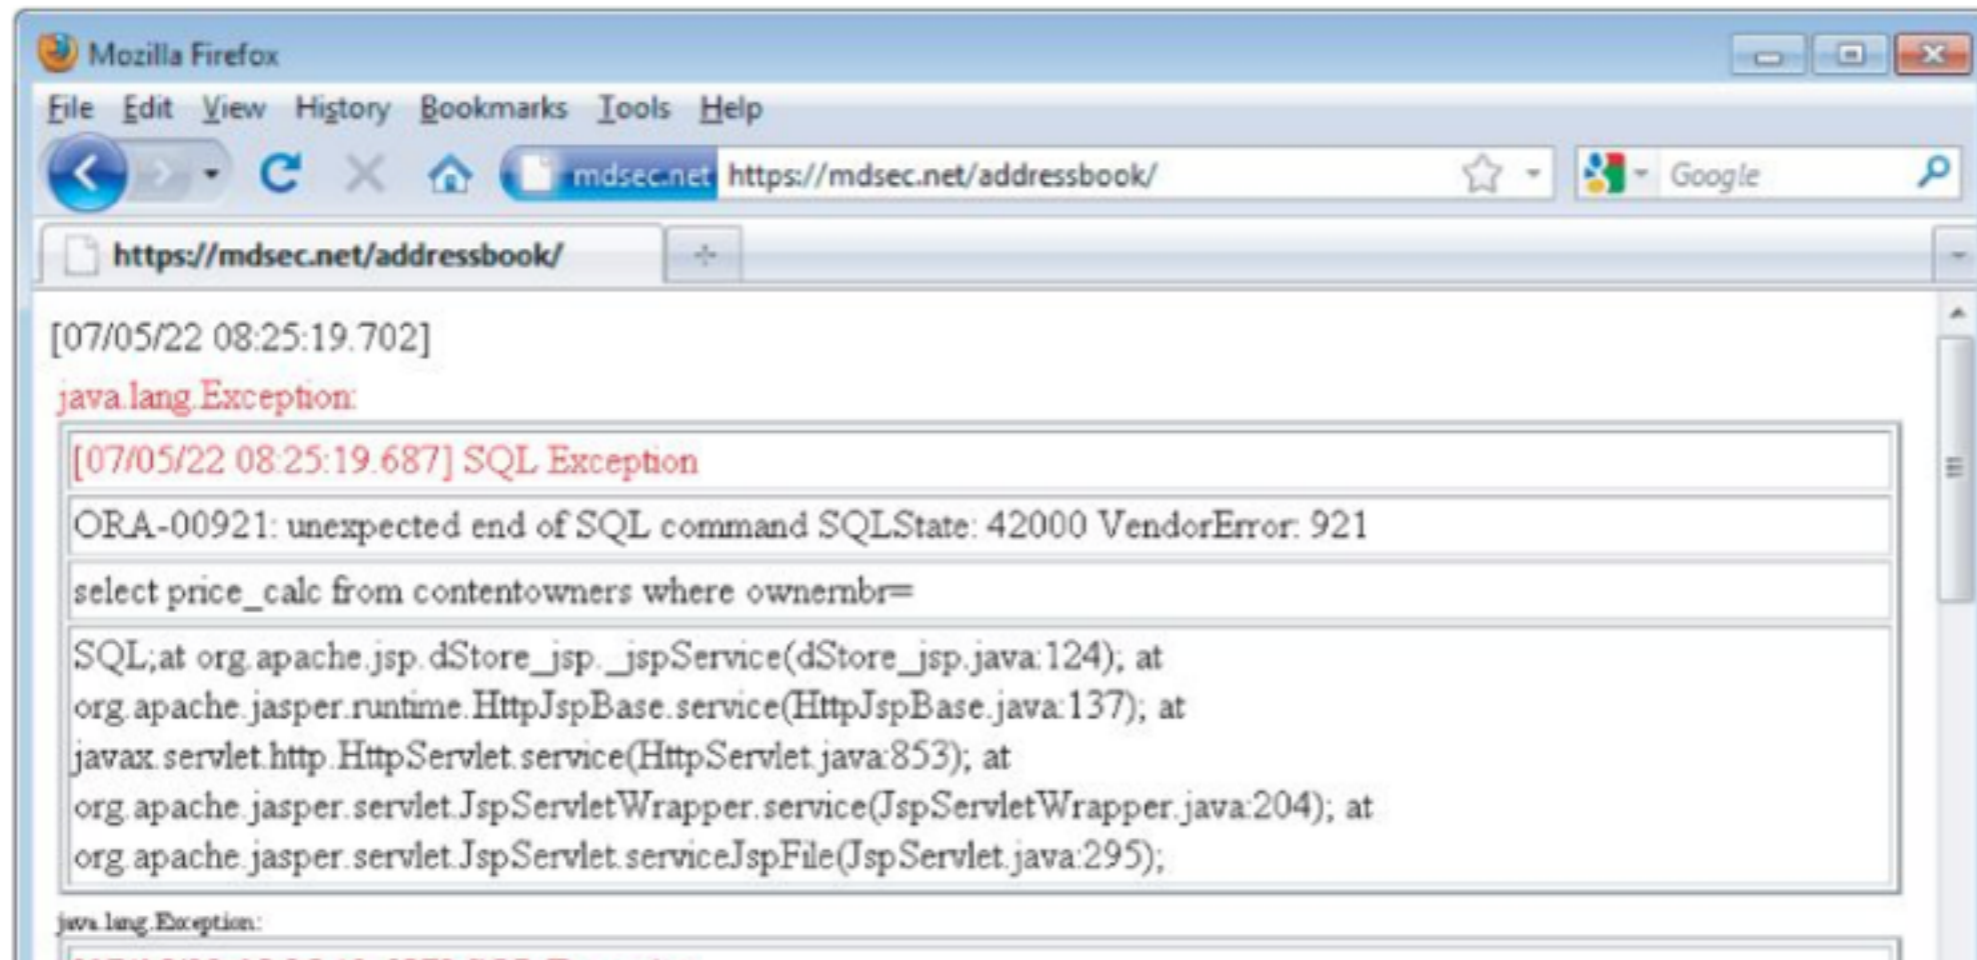 Mozilla Firefox
File Edit View History Bookmarks Tools Help
mdsec.net https://mdsec.net/addressbook/ Google
https://mdsec.net/addressbook/
[07/05/22 08:25:19.702]
java.lang.Exception:
[07/05/22 08:25:19.687] SQL Exception
ORA-00921: unexpected end of SQL command SQLState: 42000 VendorError: 921
select price_calc from contentowners where ownernbr=
SQL;at org.apache.jsp.dStore_jsp._jspService(dStore_jsp.java:124); at
org.apache.jasper.runtime.HttpJspBase.service(HttpJspBase.java:137); at
javax.servlet.http.HttpServlet.service(HttpServlet.java:853); at
org.apache.jasper.servlet.JspServletWrapper.service(JspServletWrapper.java:204); at
org.apache.jasper.servlet.JspServlet.serviceJspFile(JspServlet.java:295);
java.lang.Exception: